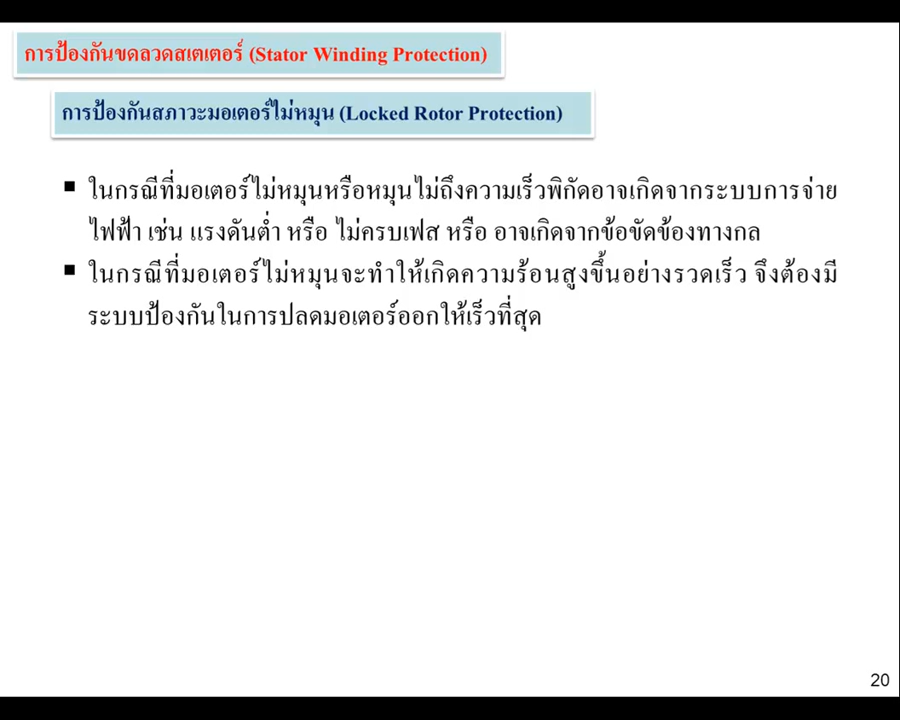 การป้องกันขดลวดสเตเตอร์ (Stator Winding Protection)
การป้องกันสภาวะมอเตอร์ไม่หมุน (Locked Rotor Protection)
▪ ในกรณีที่มอเตอร์ไม่หมุนหรือหมุนไม่ถึงความเร็วพิกัดอาจเกิดจากระบบการจ่าย
ไฟฟ้า เช่น แรงดันต่ำ หรือ ไม่ครบเฟส หรือ อาจเกิดจากข้อขัดข้องทางกล
▪ ในกรณีที่มอเตอร์ไม่หมุนจะทำให้เกิดความร้อนสูงขึ้นอย่างรวดเร็ว จึงต้องมี
ระบบป้องกันในการปลดมอเตอร์ออกให้เร็วที่สุด
20